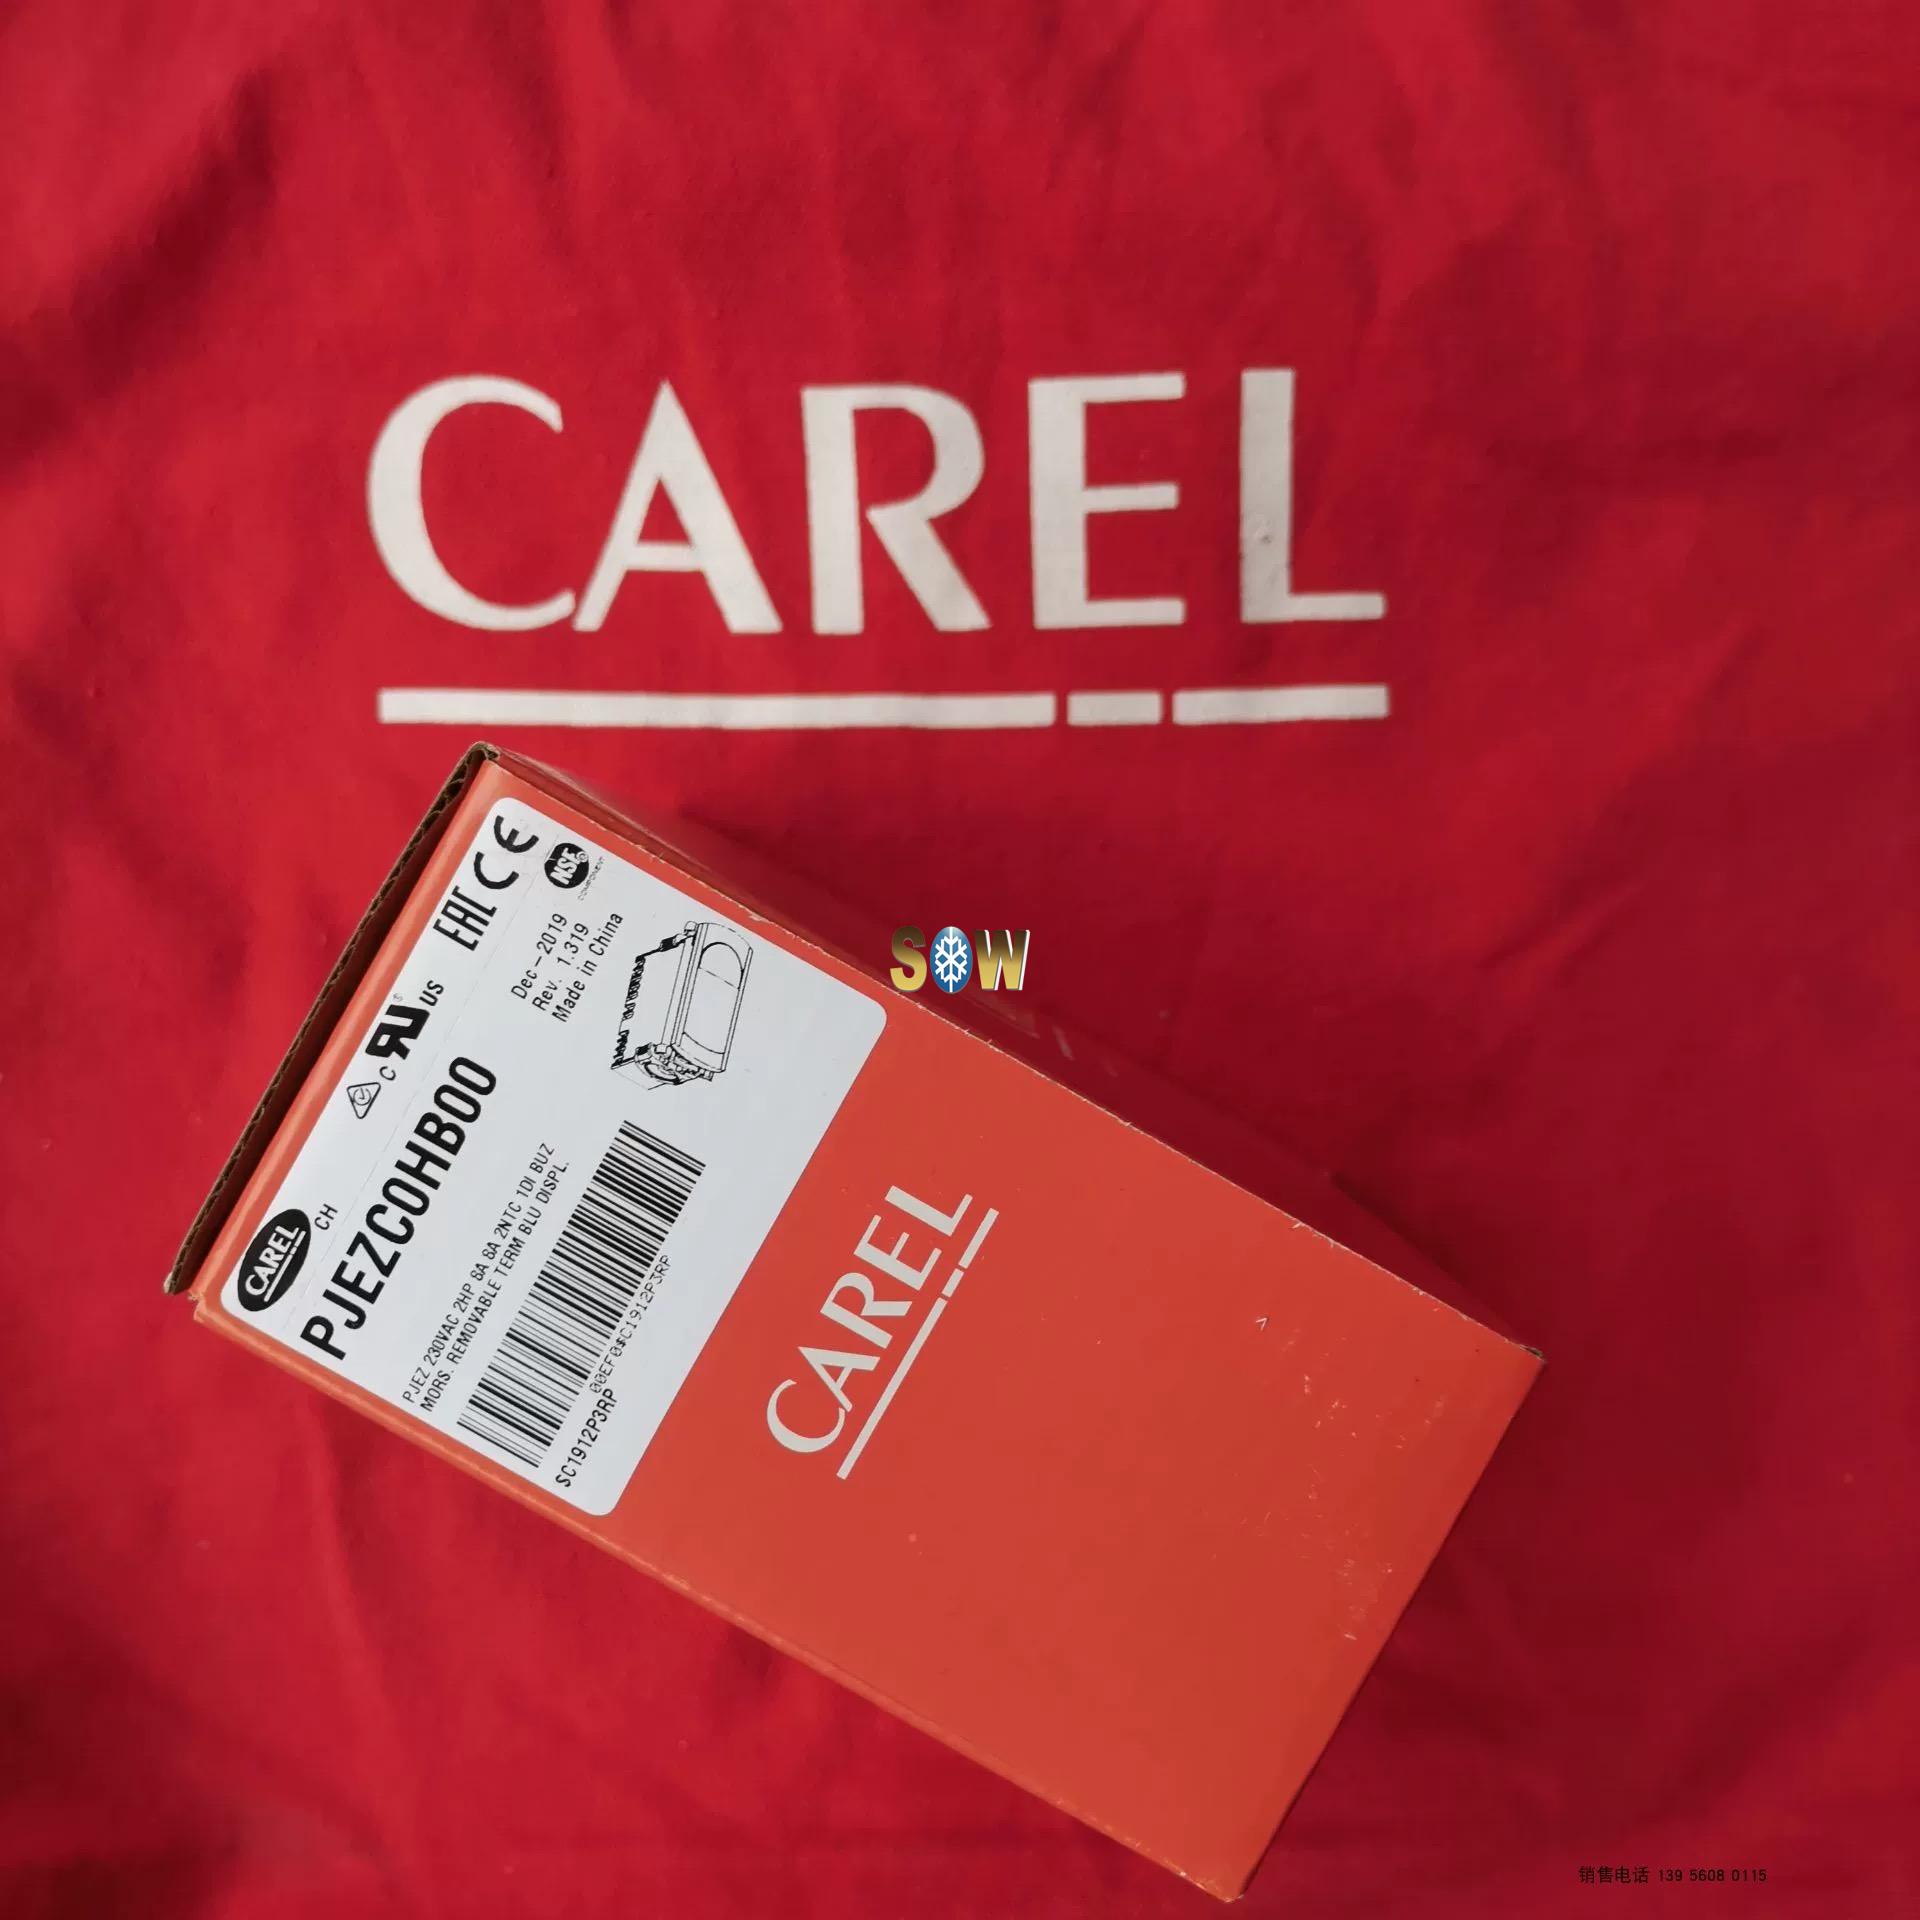 CAREL
CAREL
CH
C
US
EAC
CE
NSF
COMPONENT
PJEZC0HB00
Dec-2019
Rev. 1.319
Made in China
PJEZ 230VAC 2HP 8A 8A 2NTC 1DI BUZ
MORS. REMOVABLE TERM BLU DISPL.
SC1912P3RP
SOW
CAREL
销售电话 139 5608 0115